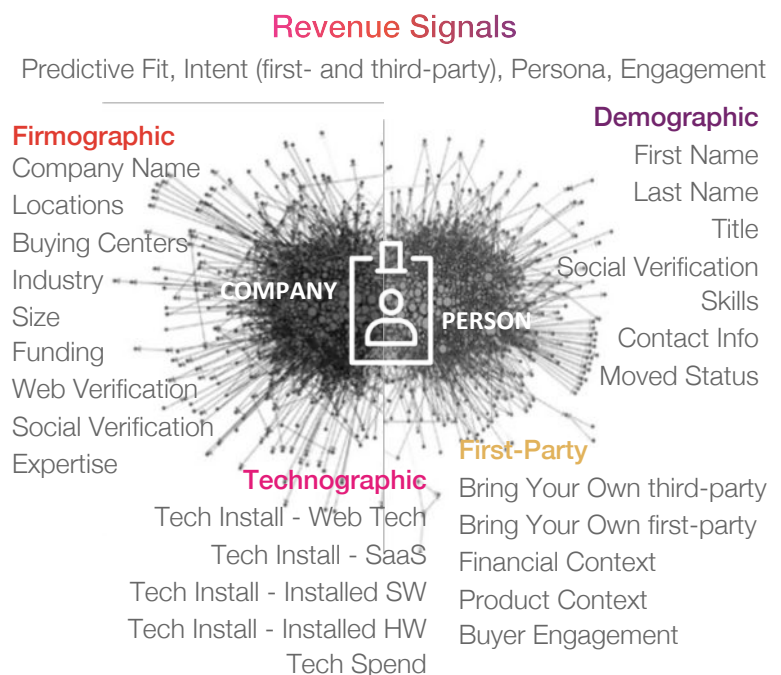 Revenue Signals
Predictive Fit, Intent (first- and third-party), Persona, Engagement
Firmographic
Company Name
Locations
Buying Centers
Industry
Size
Funding
Web Verification
Social Verification
Expertise
COMPANY
PERSON
Demographic
First Name
Last Name
Title
Social Verification
Skills
Contact Info
Moved Status
Technographic
Tech Install - Web Tech
Tech Install - SaaS
Tech Install - Installed SW
Tech Install - Installed HW
Tech Spend
First-Party
Bring Your Own third-party
Bring Your Own first-party
Financial Context
Product Context
Buyer Engagement